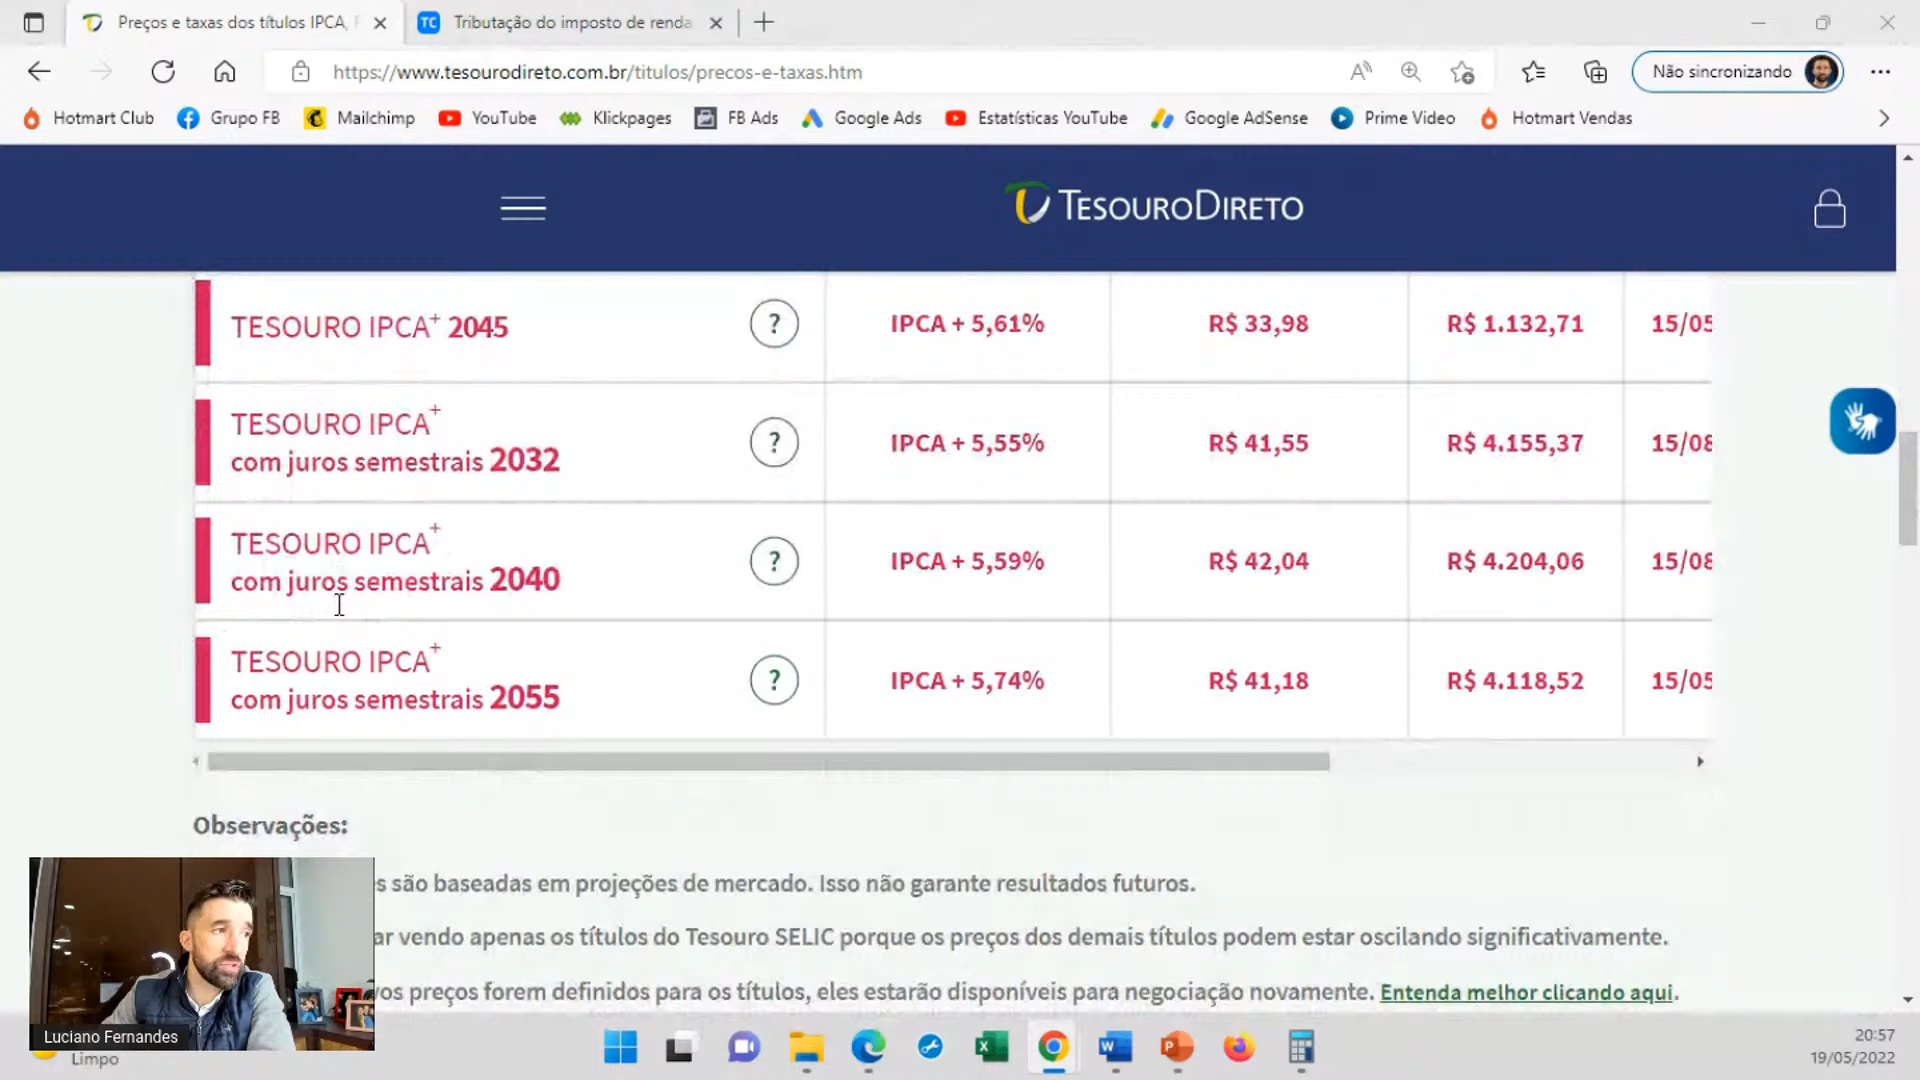 Preços e taxas dos títulos IPCA,
TC Tributação do imposto de renda
https://www.tesourodireto.com.br/titulos/precos-e-taxas.htm
Não sincronizando
Hotmart Club
Grupo FB
Mailchimp
YouTube
Klickpages
FB Ads
Google Ads
Estatísticas YouTube
Google AdSense
Prime Video
Hotmart Vendas
TESOURODIRETO
TESOURO IPCA+ 2045 ? IPCA + 5,61% R$ 33,98 R$ 1.132,71 15/05
TESOURO IPCA+
com juros semestrais 2032 ? IPCA + 5,55% R$ 41,55 R$ 4.155,37 15/08
TESOURO IPCA+
com juros semestrais 2040 ? IPCA + 5,59% R$ 42,04 R$ 4.204,06 15/08
TESOURO IPCA+
com juros semestrais 2055 ? IPCA + 5,74% R$ 41,18 R$ 4.118,52 15/05
Observações:
s são baseadas em projeções de mercado. Isso não garante resultados futuros.
ar vendo apenas os títulos do Tesouro SELIC porque os preços dos demais títulos podem estar oscilando significativamente.
vos preços forem definidos para os títulos, eles estarão disponíveis para negociação novamente. Entenda melhor clicando aqui.
Luciano Fernandes
Limpo
20:57
19/05/2022